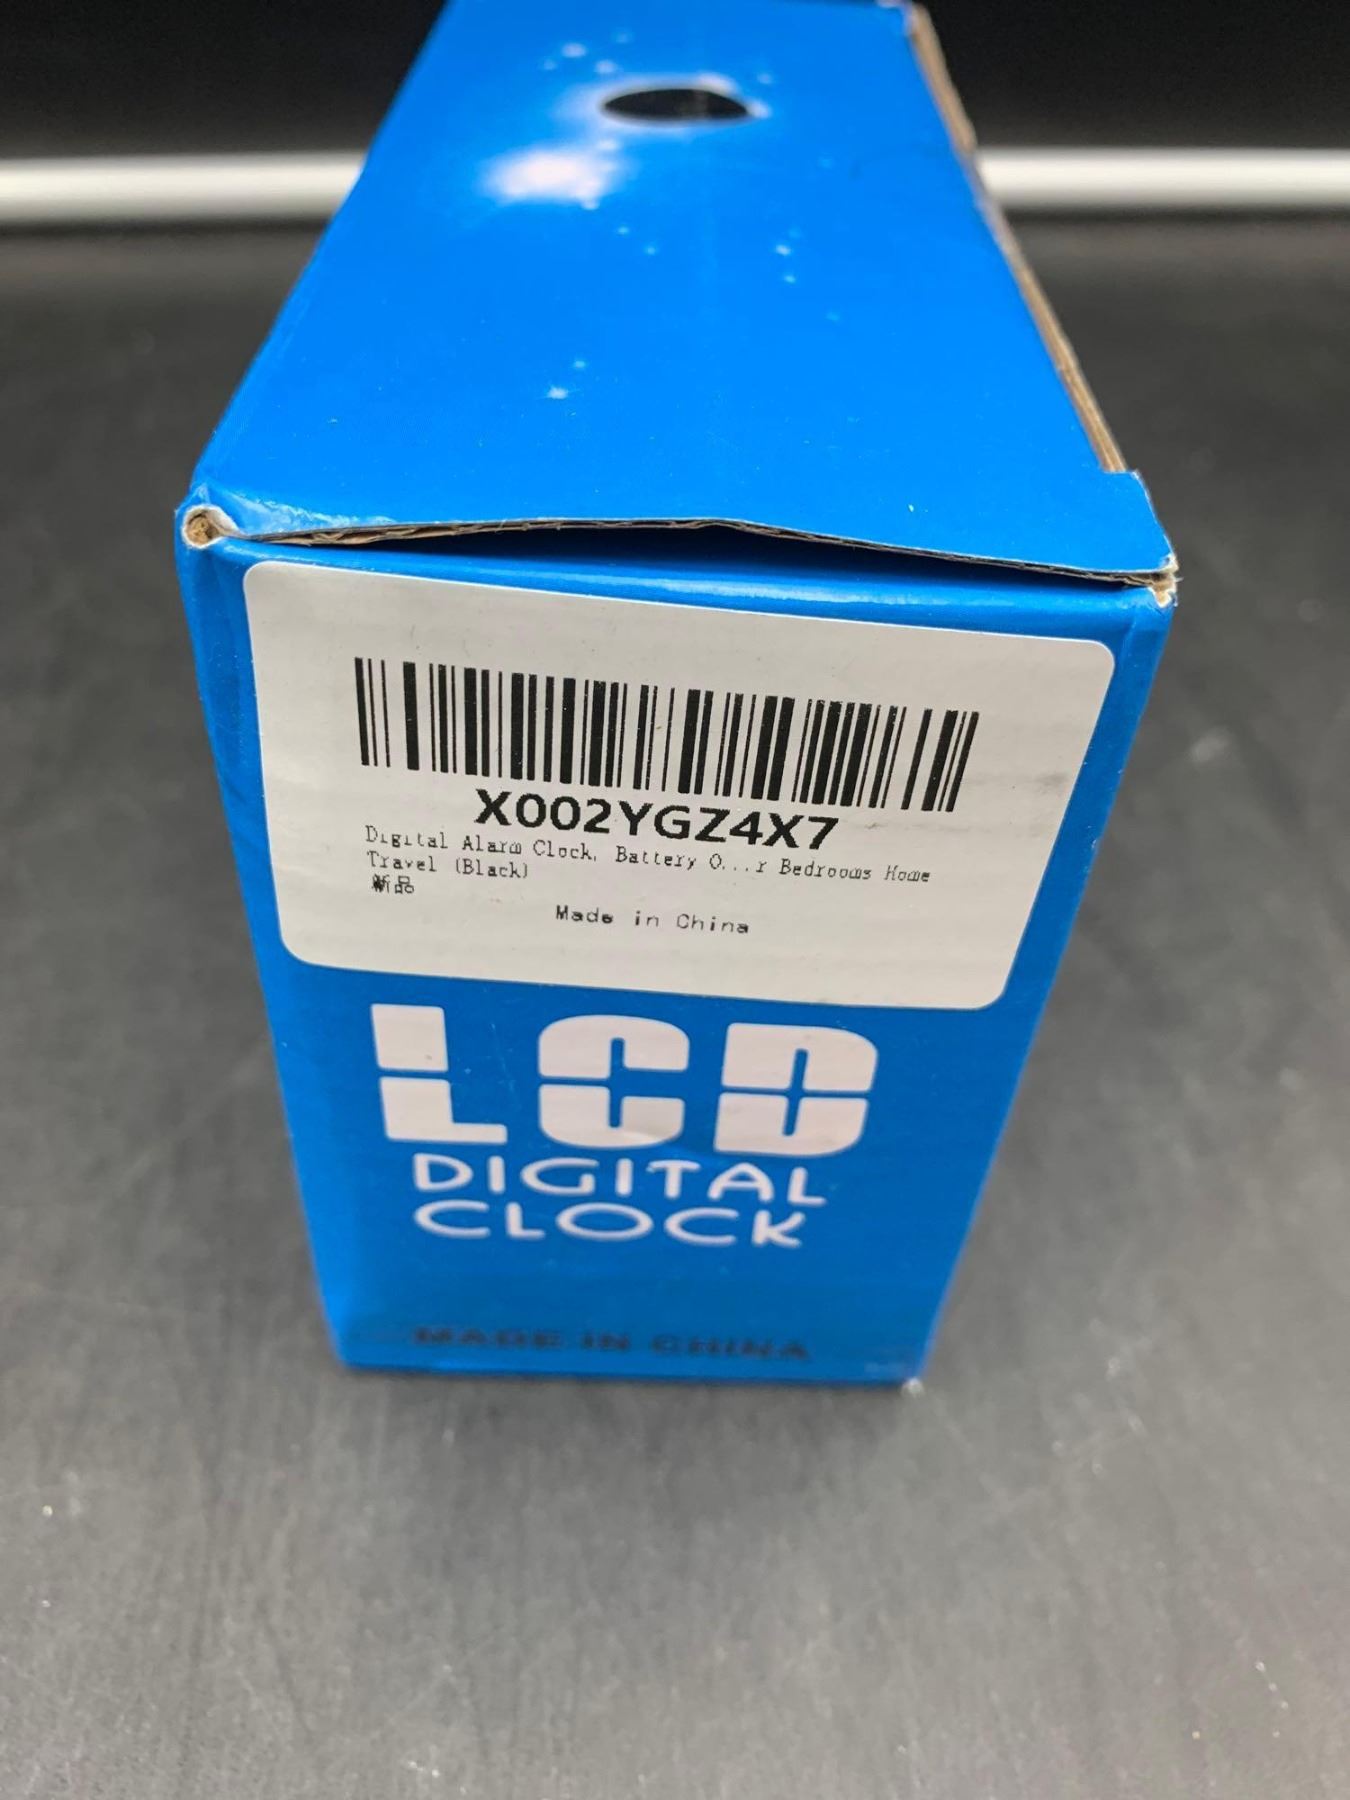 X002YGZ4X7
Digital Alarm Clock, Battery O...r Bedrooms Home
Travel (Black)
新品
Made in China
LCD
DIGITAL
CLOCK
MADE IN CHINA